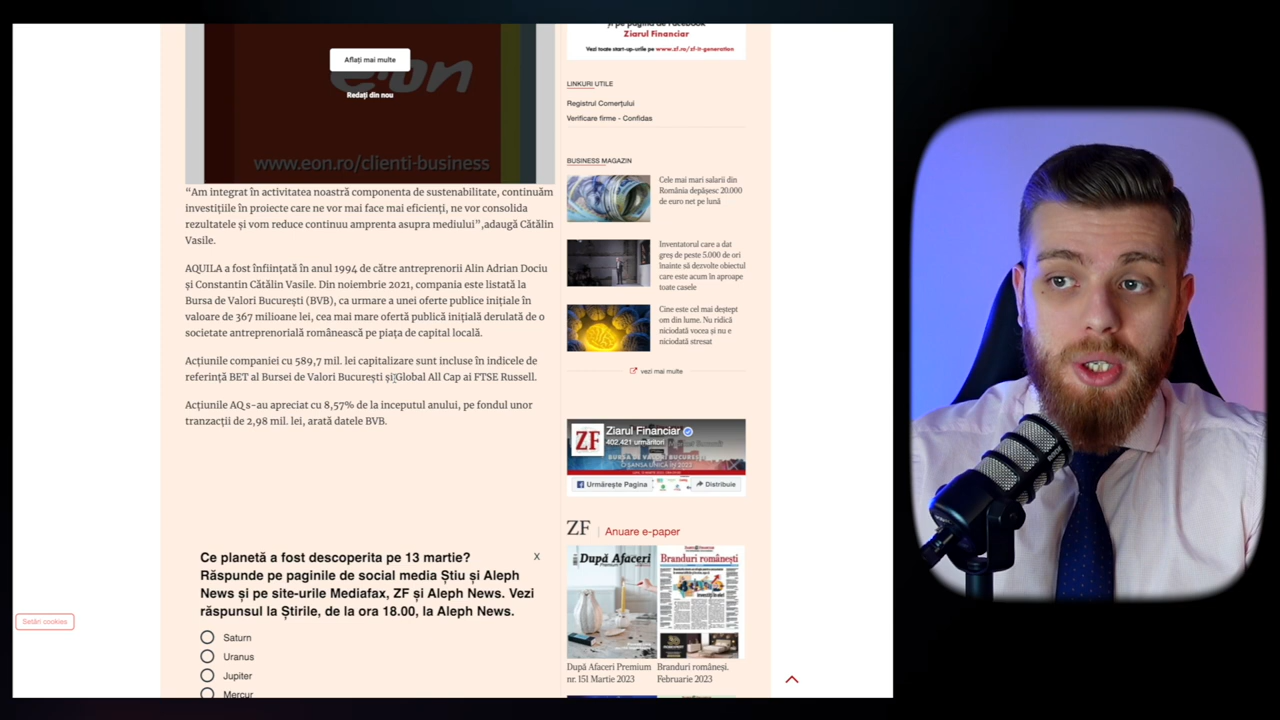 Aflați mai multe
e·on
Redați din nou
www.eon.ro/clienti-business
“Am integrat în activitatea noastră componenta de sustenabilitate, continuăm
investițiile în proiecte care ne vor mai face mai eficienți, ne vor consolida
rezultatele și vom reduce continuu amprenta asupra mediului”,adaugă Cătălin
Vasile.
AQUILA a fost înființată în anul 1994 de către antreprenorii Alin Adrian Dociu
și Constantin Cătălin Vasile. Din noiembrie 2021, compania este listată la
Bursa de Valori București (BVB), ca urmare a unei oferte publice inițiale în
valoare de 367 milioane lei, cea mai mare ofertă publică inițială derulată de o
societate antreprenorială românească pe piața de capital locală.
Acțiunile companiei cu 589,7 mil. lei capitalizare sunt incluse în indicele de
referință BET al Bursei de Valori București și Global All Cap ai FTSE Russell.
Acțiunile AQ s-au apreciat cu 8,57% de la inceputul anului, pe fondul unor
tranzacții de 2,98 mil. lei, arată datele BVB.
Ce planetă a fost descoperita pe 13 martie?
X
Răspunde pe paginile de social media Știu și Aleph
News și pe site-urile Mediafax, ZF și Aleph News. Vezi
răspunsul la Știrile, de la ora 18.00, la Aleph News.
Saturn
Uranus
Jupiter
Mercur
Setări cookies
și pe pagina de Facebook
Ziarul Financiar
Vezi toate start-up-urile pe www.zf.ro/zf-it-generation
LINKURI UTILE
Registrul Comerțului
Verificare firme - Confidas
BUSINESS MAGAZIN
Cele mai mari salarii din
România depășesc 20.000
de euro net pe lună
Inventatorul care a dat
greș de peste 5.000 de ori
înainte să dezvolte obiectul
care este acum în aproape
toate casele
Cine este cel mai deștept
om din lume. Nu ridică
niciodată vocea și nu e
niciodată stresat
vezi mai multe
ZF
Ziarul Financiar
402.421 urmăritori
BURSA DE VALORI BUCUREȘTI
O ȘANSĂ UNICĂ ÎN 2023
Urmărește Pagina
Distribuie
ZF Anuare e-paper
După Afaceri
Branduri românești
După Afaceri Premium
nr. 151 Martie 2023
Branduri româneși.
Februarie 2023